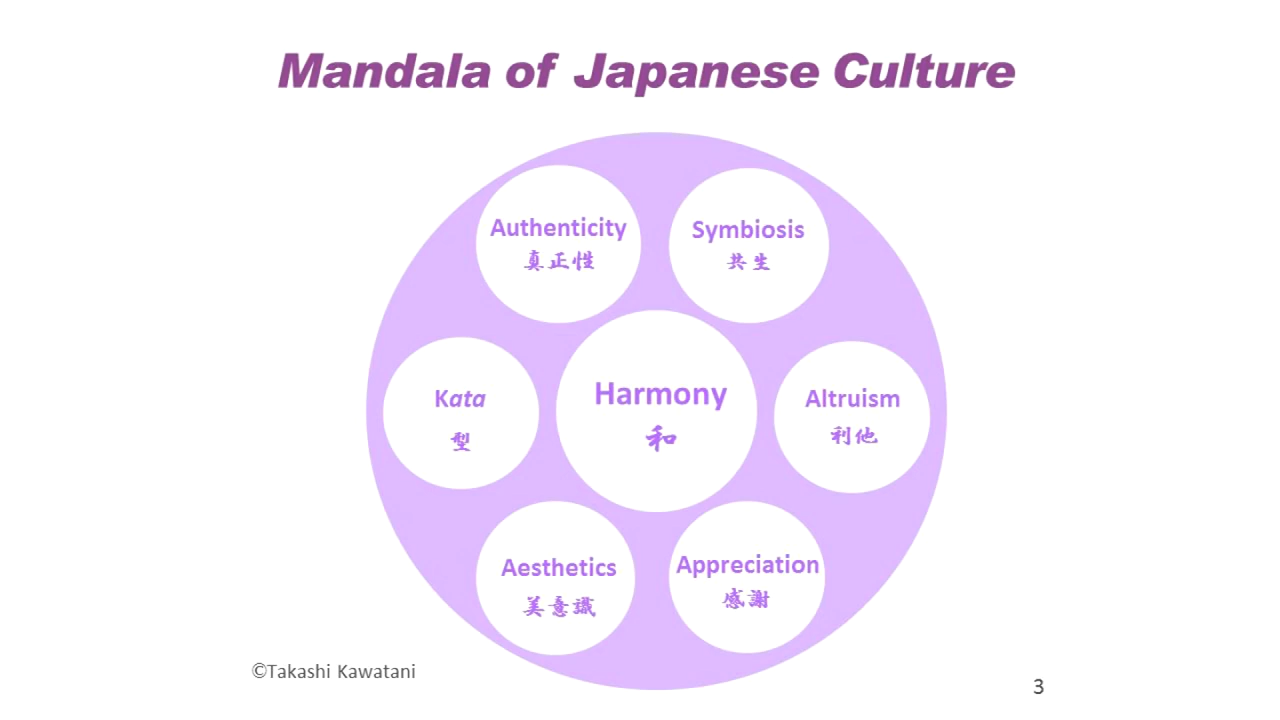 Mandala of Japanese Culture
Authenticity
真正性
Symbiosis
共生
Kata
型
Harmony
和
Altruism
利他
Aesthetics
美意識
Appreciation
感謝
©Takashi Kawatani
3